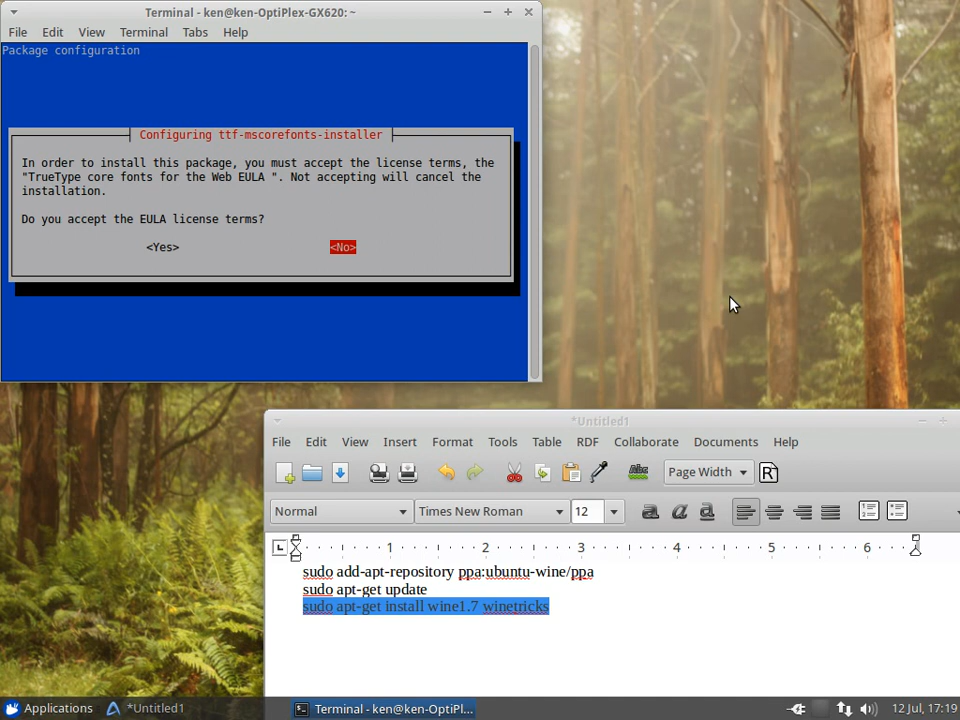 Terminal - ken@ken-OptiPlex-GX620: ~
File Edit View Terminal Tabs Help
Package configuration
Configuring ttf-mscorefonts-installer
In order to install this package, you must accept the license terms, the
"TrueType core fonts for the Web EULA ". Not accepting will cancel the
installation.
Do you accept the EULA license terms?
<Yes> <No>
*Untitled1
File Edit View Insert Format Tools Table RDF Collaborate Documents Help
Abc Page Width R
Normal Times New Roman 12 a a a
L 1 2 3 4 5 6
sudo add-apt-repository ppa:ubuntu-wine/ppa
sudo apt-get update
sudo apt-get install wine1.7 winetricks
Applications *Untitled1 Terminal - ken@ken-OptiPl... 12 Jul, 17:19